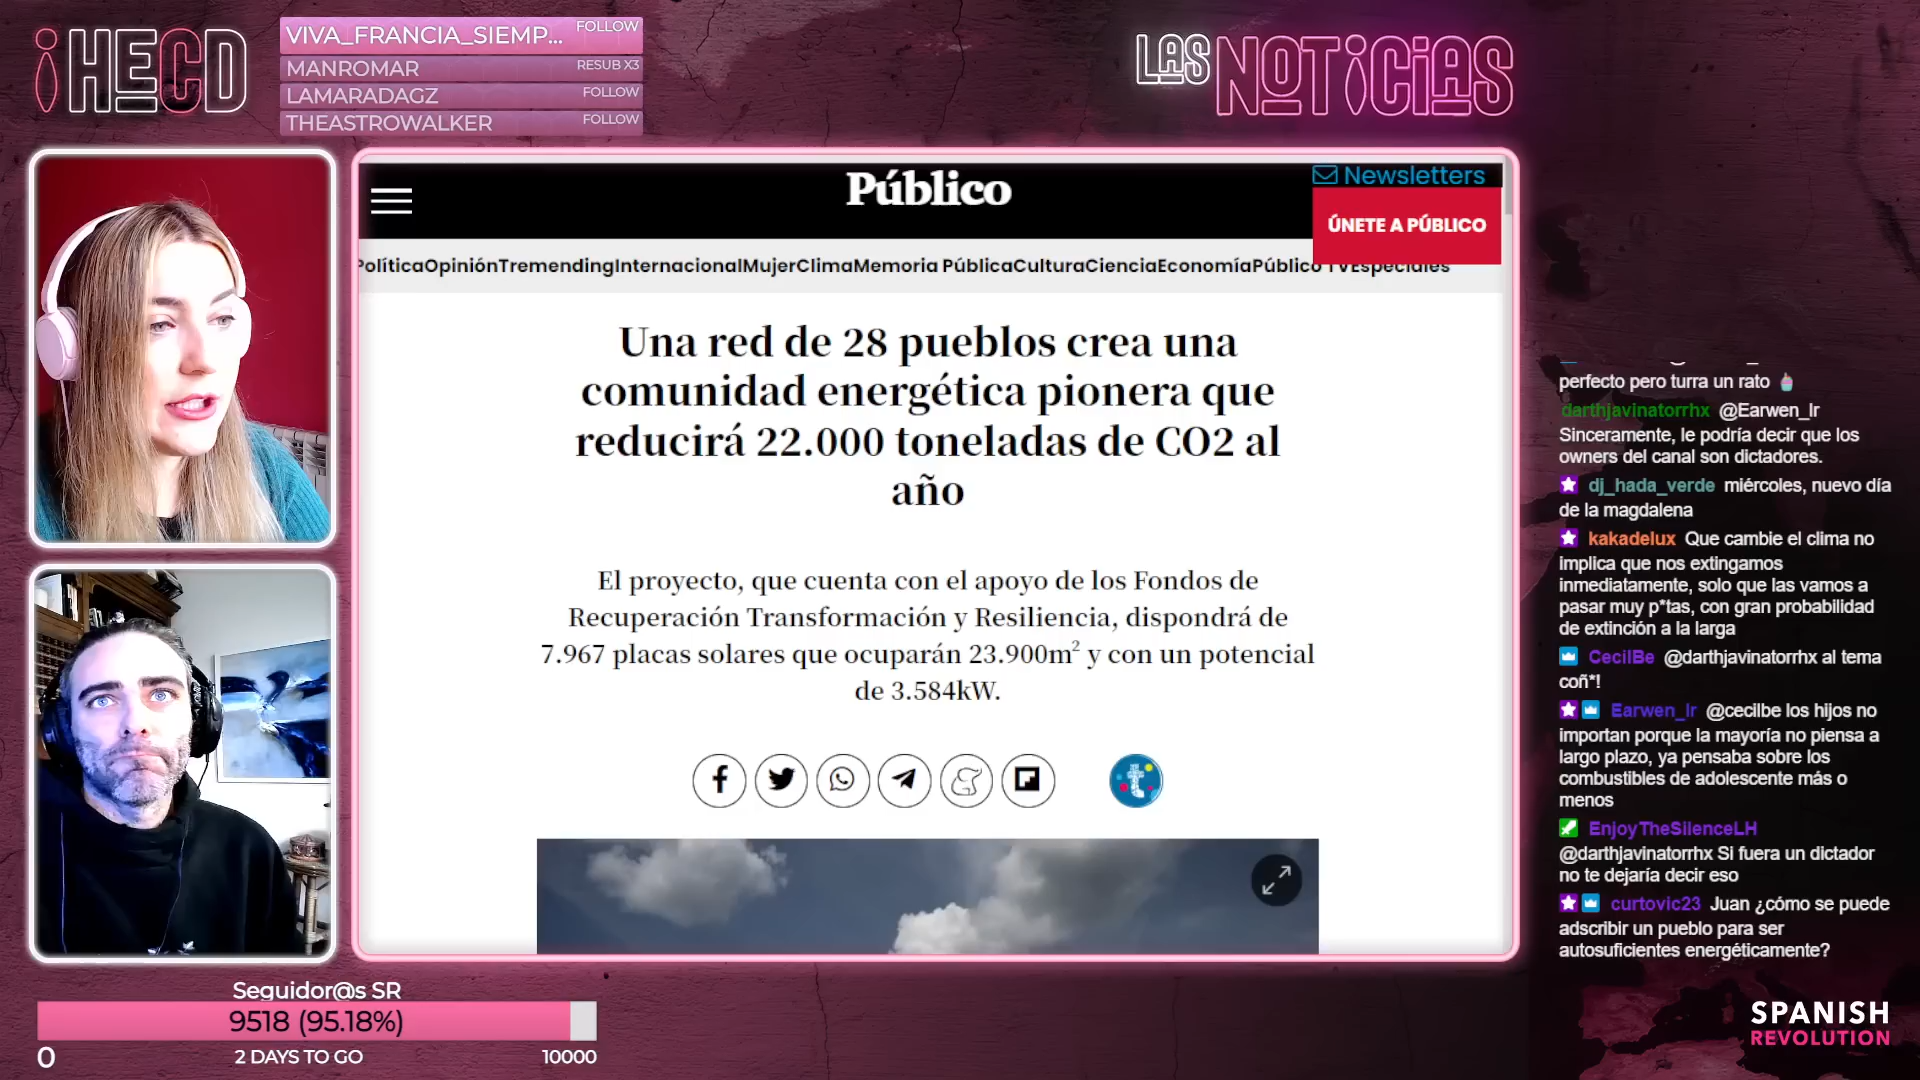 ¡HECD
VIVA_FRANCIA_SIEMP... FOLLOW
MANROMAR RESUB X3
LAMARADAGZ FOLLOW
THEASTROWALKER FOLLOW
LAS NOTICIAS
Público
Newsletters
ÚNETE A PÚBLICO
PolíticaOpiniónTremendingInternacionalMujerClimaMemoria PúblicaCulturaCienciaEconomíaPúblico TVEspeciales
Una red de 28 pueblos crea una
comunidad energética pionera que
reducirá 22.000 toneladas de CO2 al
año
El proyecto, que cuenta con el apoyo de los Fondos de
Recuperación Transformación y Resiliencia, dispondrá de
7.967 placas solares que ocuparán 23.900m² y con un potencial
de 3.584kW.
perfecto pero turra un rato
darthjavinatorrhx @Earwen_Ir
Sinceramente, le podría decir que los
owners del canal son dictadores.
dj_hada_verde miércoles, nuevo día
de la magdalena
kakadelux Que cambie el clima no
implica que nos extingamos
inmediatamente, solo que las vamos a
pasar muy p*tas, con gran probabilidad
de extinción a la larga
CecilBe @darthjavinatorrhx al tema
coñ*!
Earwen_Ir @cecilbe los hijos no
importan porque la mayoría no piensa a
largo plazo, ya pensaba sobre los
combustibles de adolescente más o
menos
EnjoyTheSilenceLH
@darthjavinatorrhx Si fuera un dictador
no te dejaría decir eso
curtovic23 Juan ¿cómo se puede
adscribir un pueblo para ser
autosuficientes energéticamente?
Seguidor@s SR
9518 (95.18%)
0 2 DAYS TO GO 10000
SPANISH
REVOLUTION